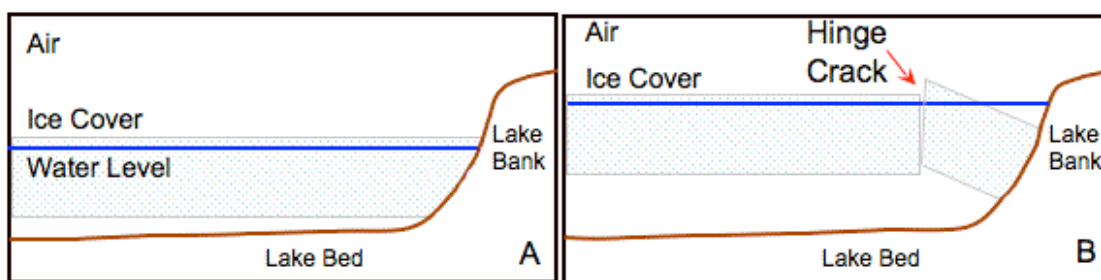 Air
Ice Cover
Water Level
Lake
Bank
Lake Bed
A
Air
Hinge
Crack
Ice Cover
Lake
Bank
Lake Bed
B